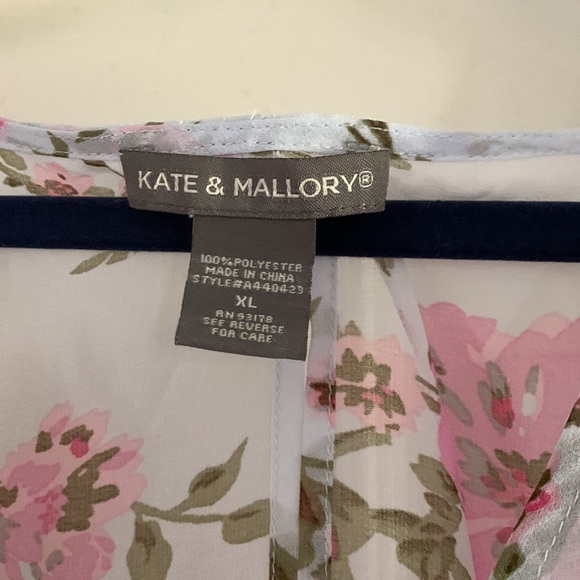 KATE & MALLORY®
100% POLYESTER
MADE IN CHINA
STYLE#A440423
XL
RN 93178
SEE REVERSE
FOR CARE